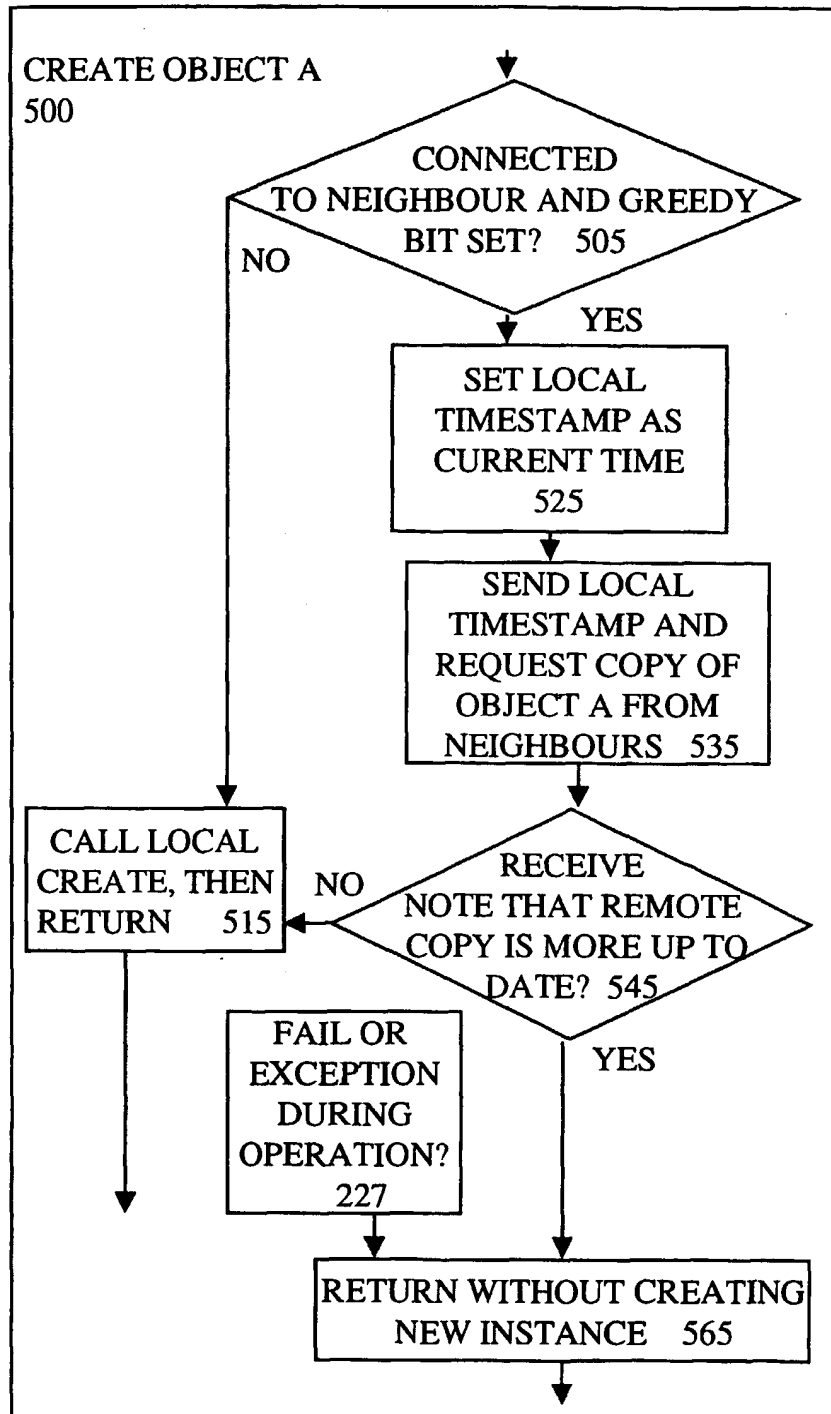 CREATE OBJECT A
500
CONNECTED
TO NEIGHBOUR AND GREEDY
BIT SET? 505
NO
YES
SET LOCAL
TIMESTAMP AS
CURRENT TIME
525
SEND LOCAL
TIMESTAMP AND
REQUEST COPY OF
OBJECT A FROM
NEIGHBOURS 535
CALL LOCAL
CREATE, THEN
RETURN 515
NO
RECEIVE
NOTE THAT REMOTE
COPY IS MORE UP TO
DATE? 545
YES
FAIL OR
EXCEPTION
DURING
OPERATION?
227
RETURN WITHOUT CREATING
NEW INSTANCE 565